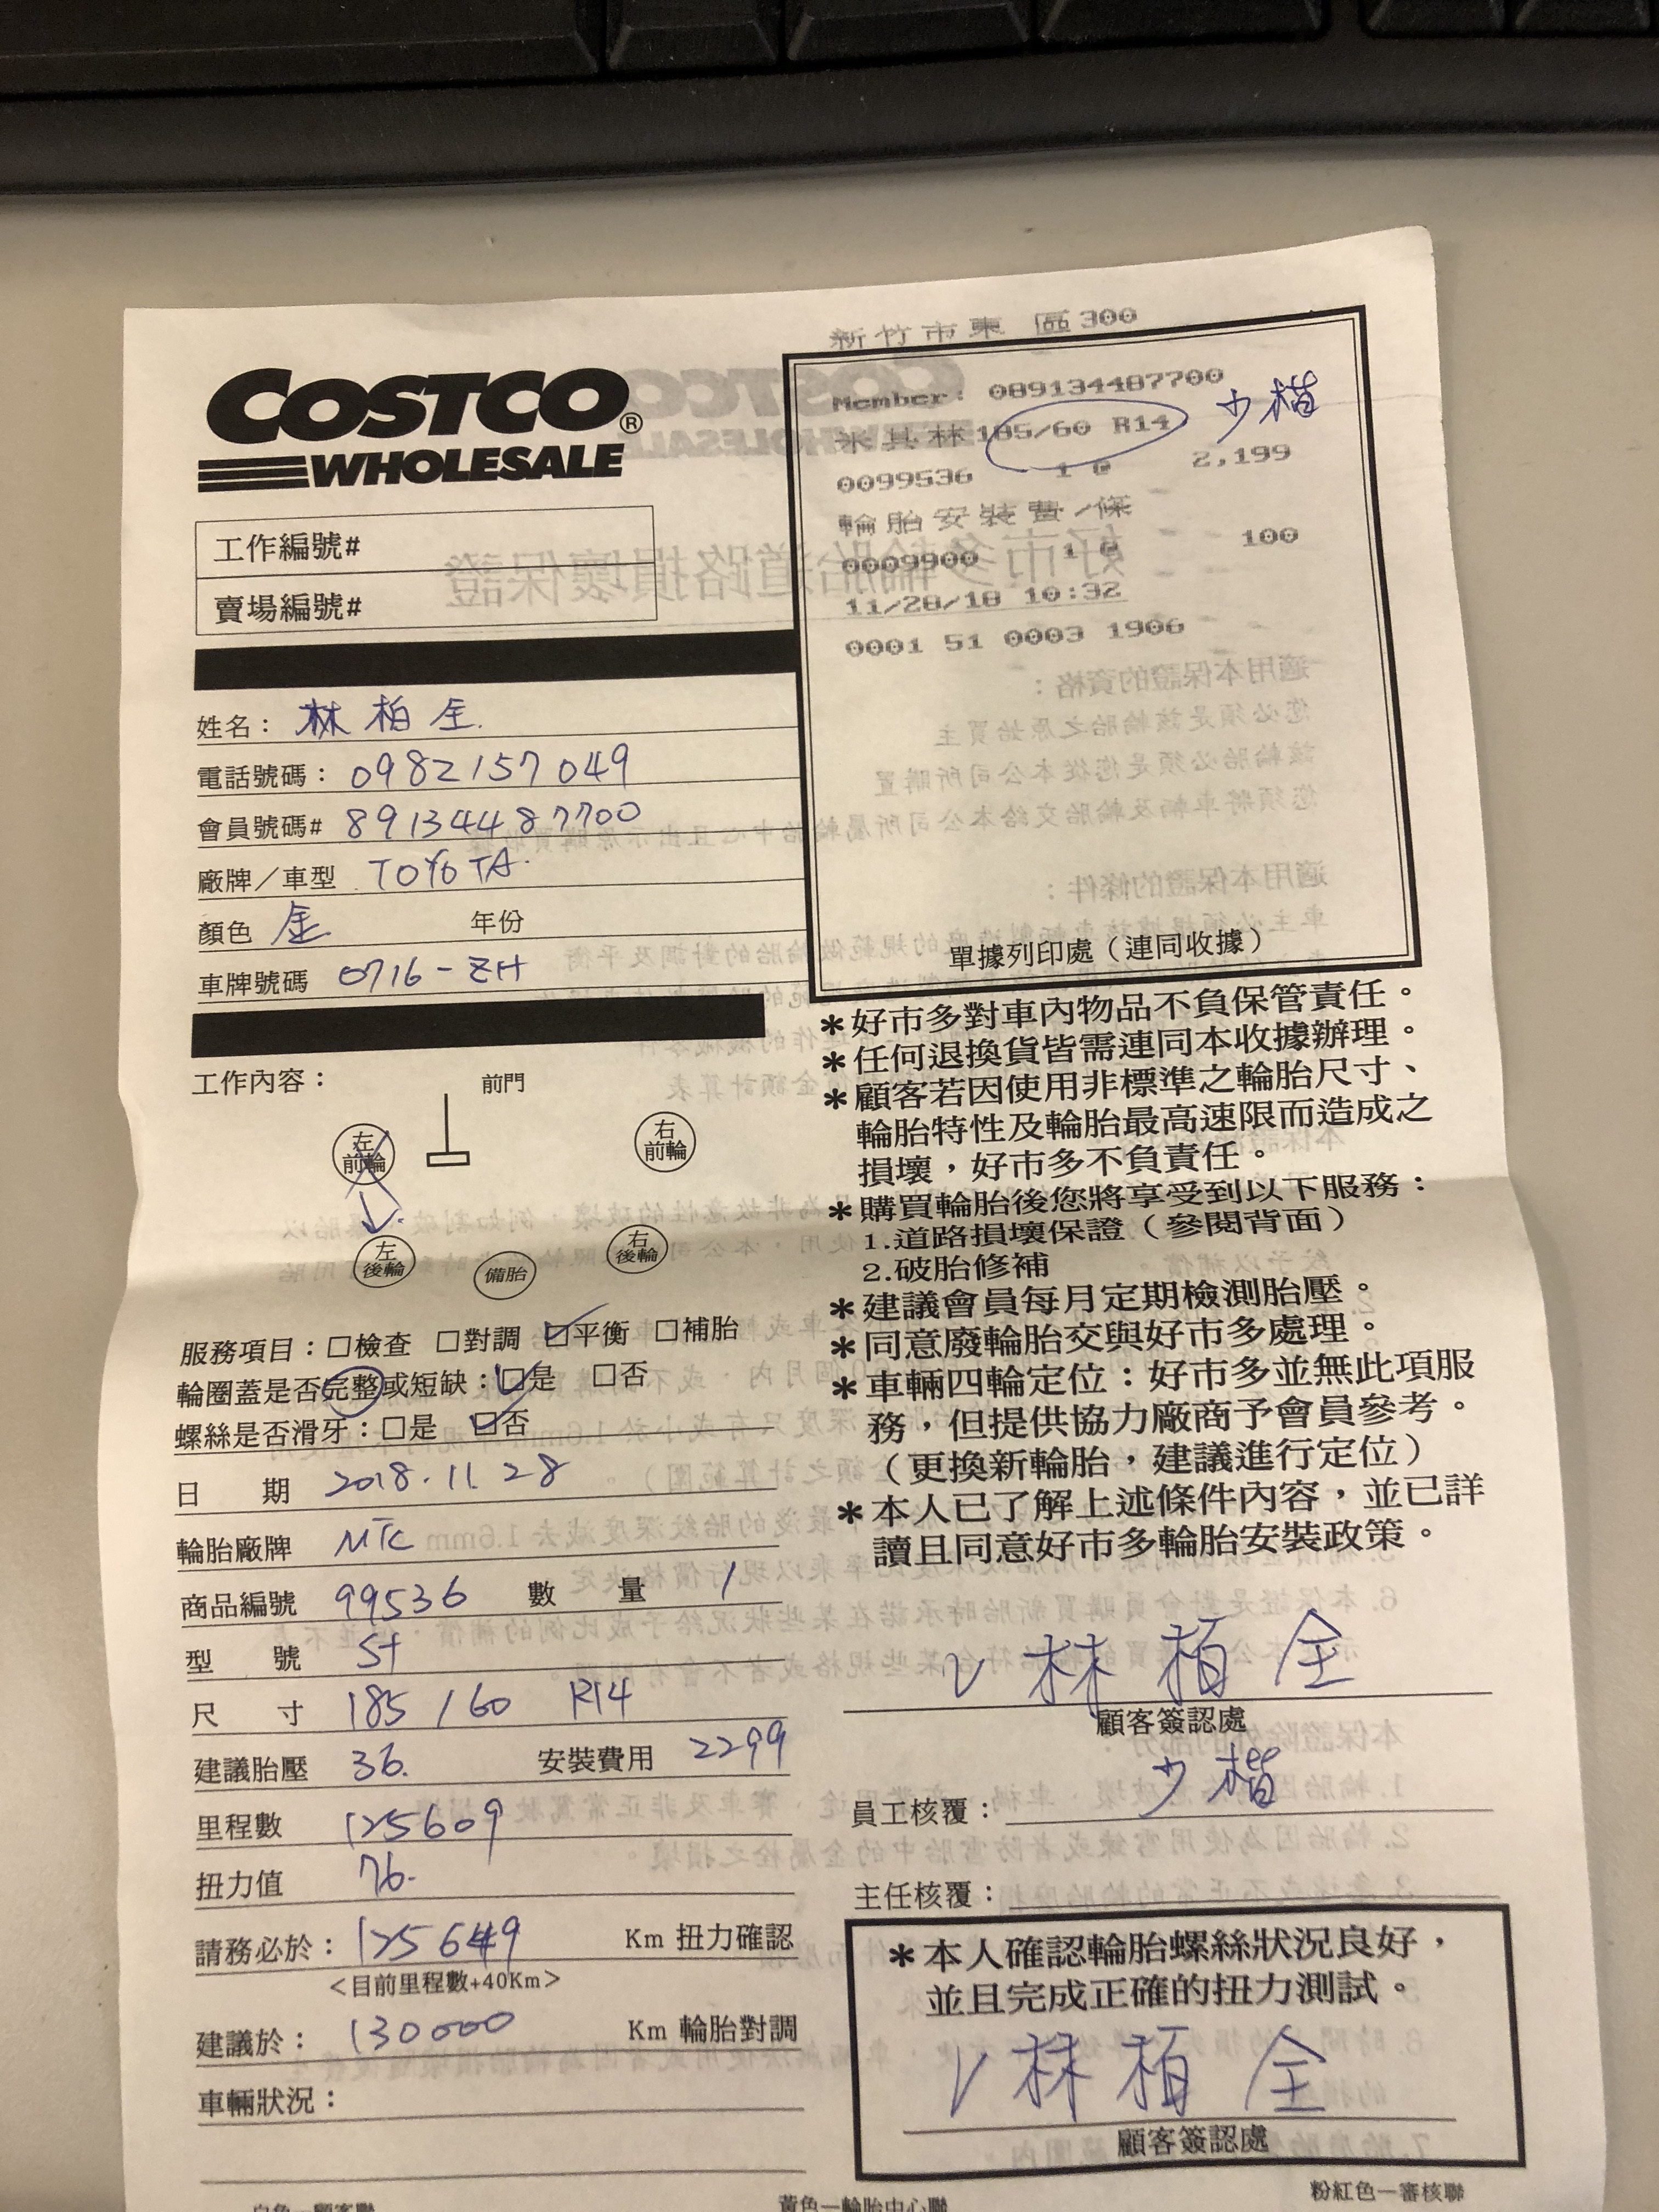 COSTCO®
WHOLESALE
工作編號#
賣場編號#
姓名：林柏全
電話號碼：0982157049
會員號碼# 89134487700
廠牌／車型 TOYOTA
顏色 金 年份
車牌號碼 0716-ZH
新竹市東區300
Member: 089134487700
米其林185/60 R14 少楷
0099536 1 @ 2,199
輪胎安裝費/條
0009900 1 @ 100
11/28/18 10:32
0001 51 0003 1906
單據列印處（連同收據）
工作內容： 前門
左前輪 右前輪
左後輪 備胎 右後輪
服務項目：□檢查 □對調 ☑平衡 □補胎
輪圈蓋是否完整或短缺：☑是 □否
螺絲是否滑牙：□是 ☑否
日 期 2018.11.28
輪胎廠牌
商品編號 99536 數 量 1
型 號
尺 寸 185/60 R14
建議胎壓 36. 安裝費用 2299
里程數 125609
扭力值 76.
請務必於：125649 Km 扭力確認
<目前里程數+40Km>
建議於：130000 Km 輪胎對調
車輛狀況：
＊好市多對車內物品不負保管責任。
＊任何退換貨皆需連同本收據辦理。
＊顧客若因使用非標準之輪胎尺寸、
輪胎特性及輪胎最高速限而造成之
損壞，好市多不負責任。
＊購買輪胎後您將享受到以下服務：
1.道路損壞保證（參閱背面）
2.破胎修補
＊建議會員每月定期檢測胎壓。
＊同意廢輪胎交與好市多處理。
＊車輛四輪定位：好市多並無此項服
務，但提供協力廠商予會員參考。
（更換新輪胎，建議進行定位）
＊本人已了解上述條件內容，並已詳
讀且同意好市多輪胎安裝政策。
林柏全
顧客簽認處
員工核覆：少楷
主任核覆：
＊本人確認輪胎螺絲狀況良好，
並且完成正確的扭力測試。
林柏全
顧客簽認處
白色－顧客聯 黃色－輪胎中心聯 粉紅色－審核聯